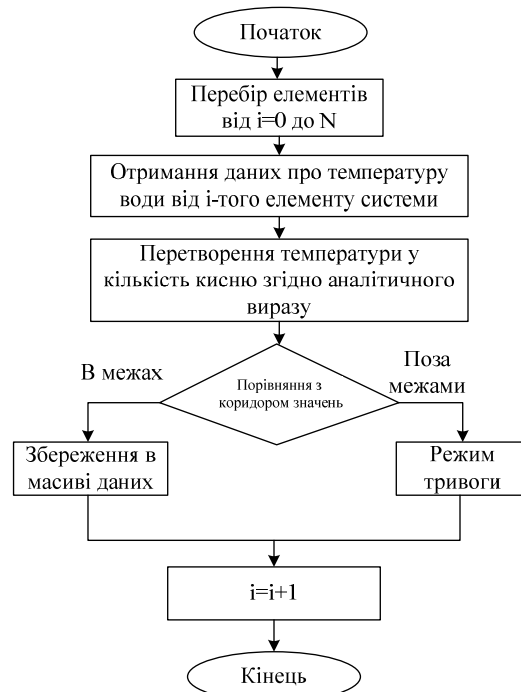 Початок
Перебір елементів
від i=0 до N
Отримання даних про температуру
води від i-того елементу системи
Перетворення температури у
кількість кисню згідно аналітичного
виразу
В межах
Поза
межами
Порівняння з
коридором значень
Збереження в
масиві даних
Режим
тривоги
i=i+1
Кінець